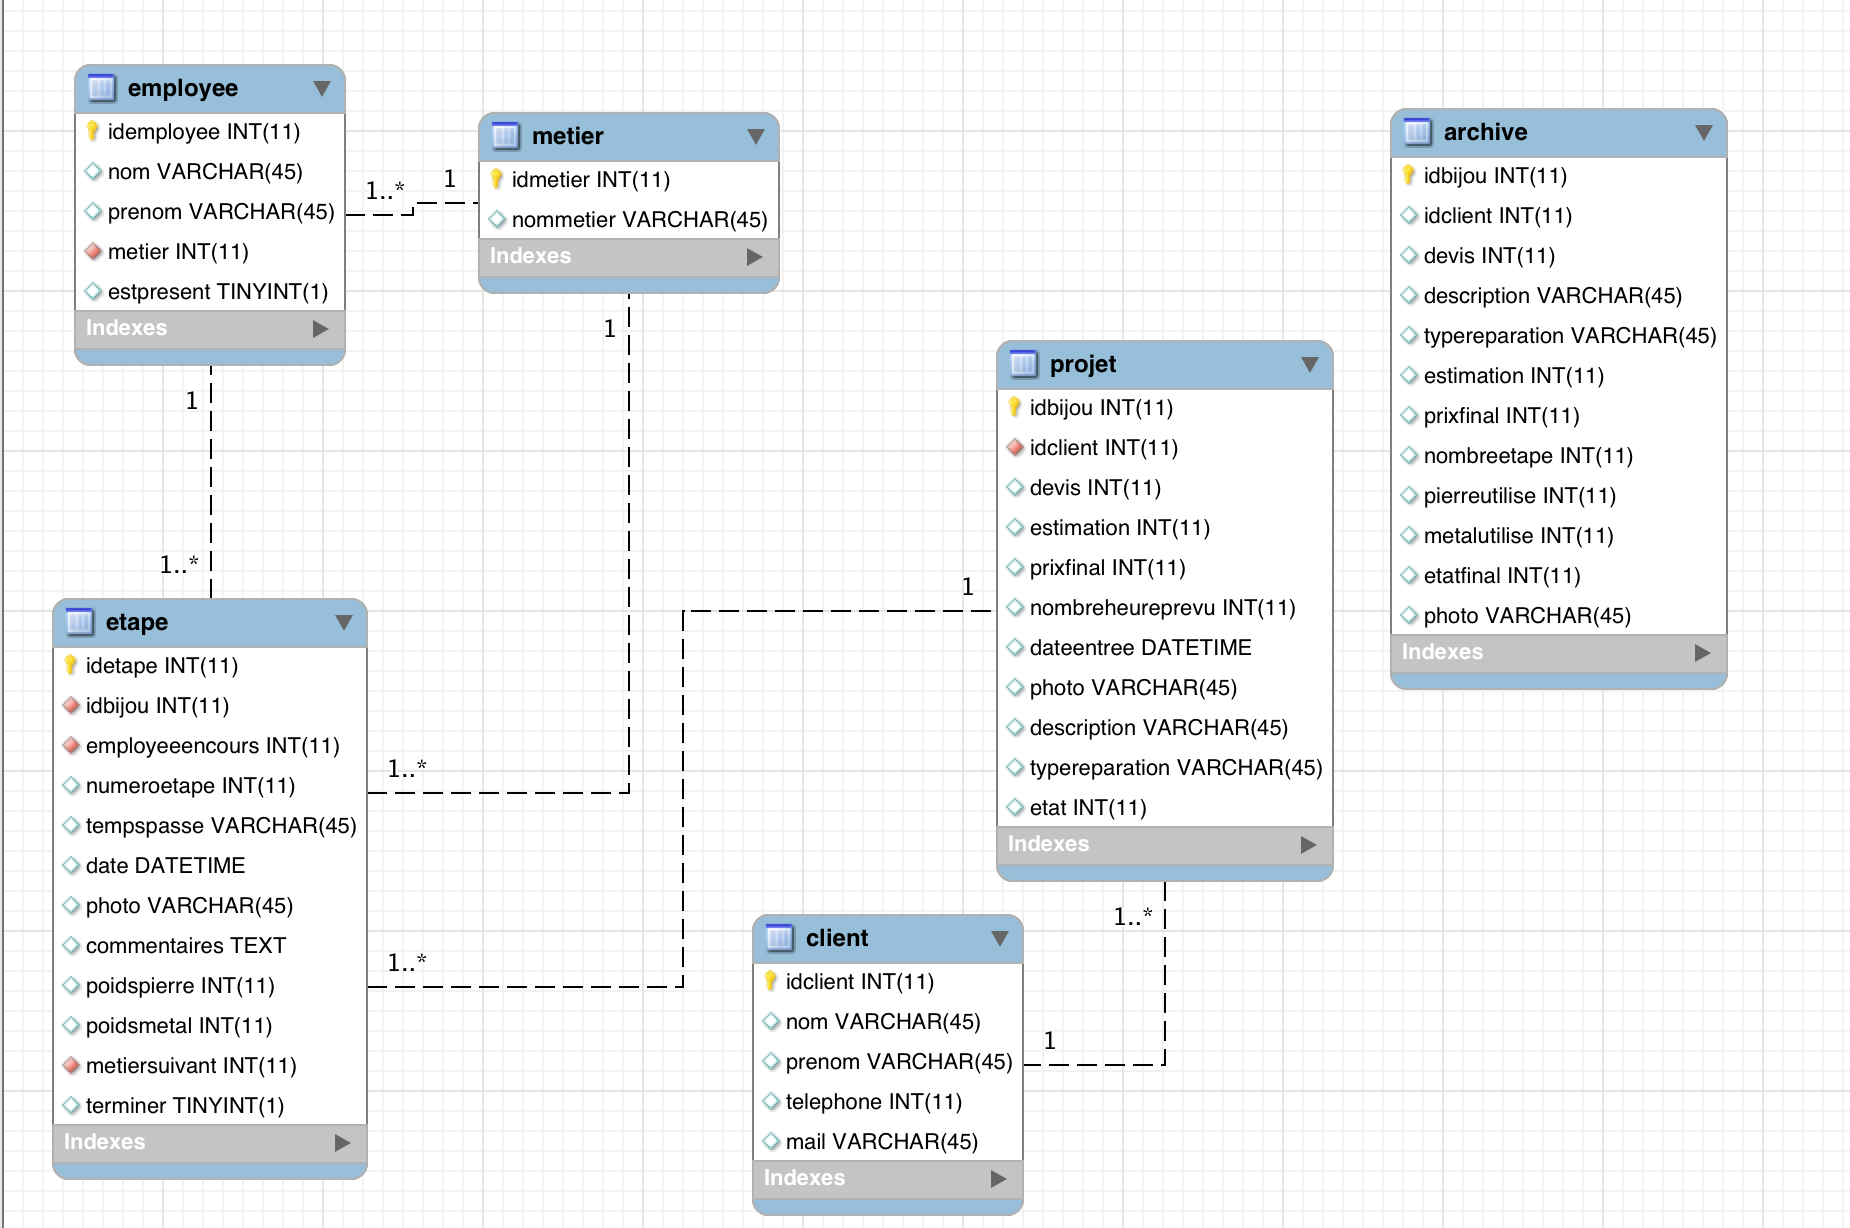 employee
idemployee INT(11)
nom VARCHAR(45)
prenom VARCHAR(45)
metier INT(11)
estpresent TINYINT(1)
Indexes
1..*
1
metier
idmetier INT(11)
nommetier VARCHAR(45)
Indexes
1
1..*
1
1..*
1..*
1
etape
idetape INT(11)
idbijou INT(11)
employeeencours INT(11)
numeroetape INT(11)
tempspasse VARCHAR(45)
date DATETIME
photo VARCHAR(45)
commentaires TEXT
poidspierre INT(11)
poidsmetal INT(11)
metiersuivant INT(11)
terminer TINYINT(1)
Indexes
projet
idbijou INT(11)
idclient INT(11)
devis INT(11)
estimation INT(11)
prixfinal INT(11)
nombreheureprevu INT(11)
dateentree DATETIME
photo VARCHAR(45)
description VARCHAR(45)
typereparation VARCHAR(45)
etat INT(11)
Indexes
1..*
1
client
idclient INT(11)
nom VARCHAR(45)
prenom VARCHAR(45)
telephone INT(11)
mail VARCHAR(45)
Indexes
archive
idbijou INT(11)
idclient INT(11)
devis INT(11)
description VARCHAR(45)
typereparation VARCHAR(45)
estimation INT(11)
prixfinal INT(11)
nombreetape INT(11)
pierreutilise INT(11)
metalutilise INT(11)
etatfinal INT(11)
photo VARCHAR(45)
Indexes